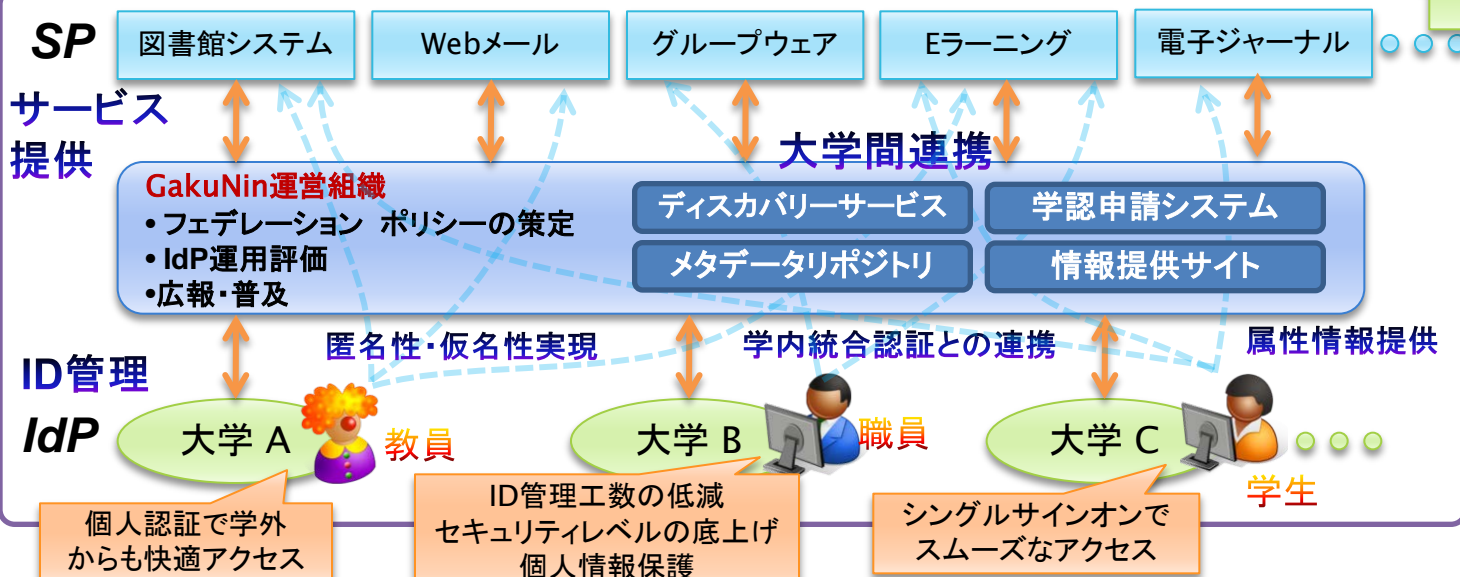 SP
図書館システム
Webメール
グループウェア
Eラーニング
電子ジャーナル
サービス
提供
大学間連携
GakuNin運営組織
• フェデレーション ポリシーの策定
• IdP運用評価
•広報・普及
ディスカバリーサービス
学認申請システム
メタデータリポジトリ
情報提供サイト
匿名性・仮名性実現
学内統合認証との連携
属性情報提供
ID管理
IdP
大学 A
教員
大学 B
職員
大学 C
学生
個人認証で学外
からも快適アクセス
ID管理工数の低減
セキュリティレベルの底上げ
個人情報保護
シングルサインオンで
スムーズなアクセス